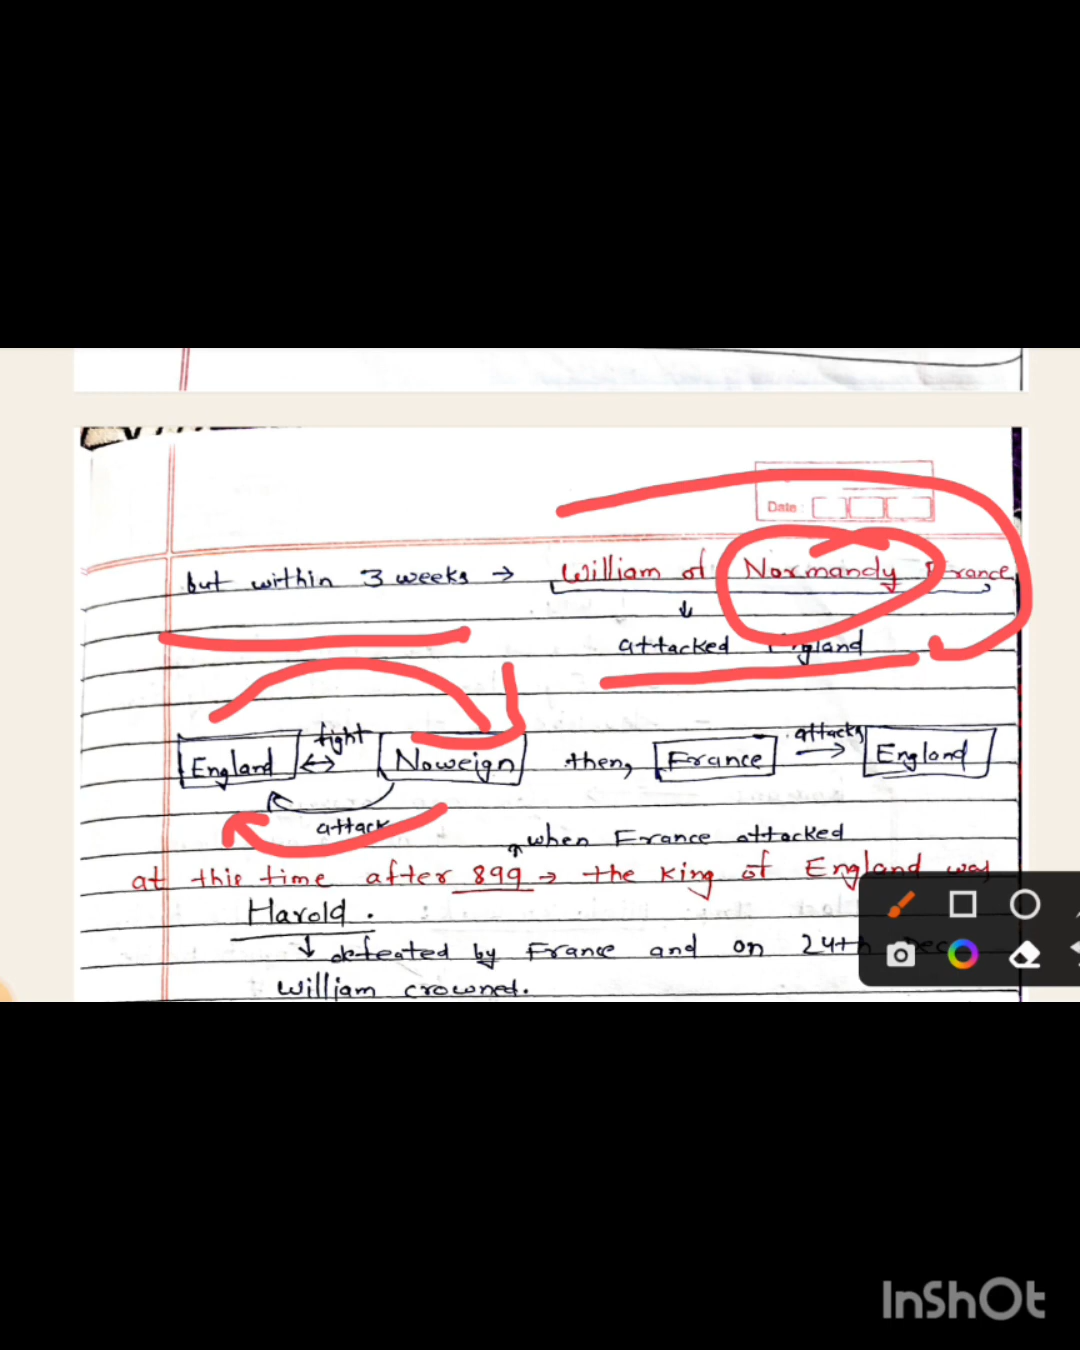 Date :
but within 3 weeks → William of Normandy France
↓
attacked England
England ↔ fight Noweign then, France attacks → England
attack
when France attacked
at this time after 899 → the King of England was
Harold.
↓ defeated by France and on 24th Dec
William crowned.
InShOt